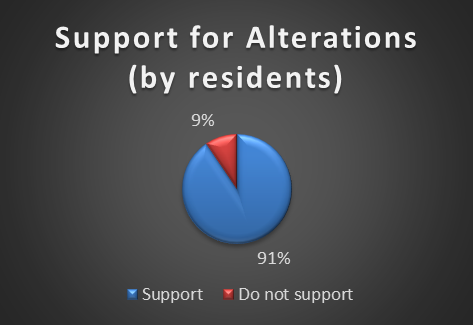 Support for Alterations
(by residents)
9%
91%
Support
Do not support